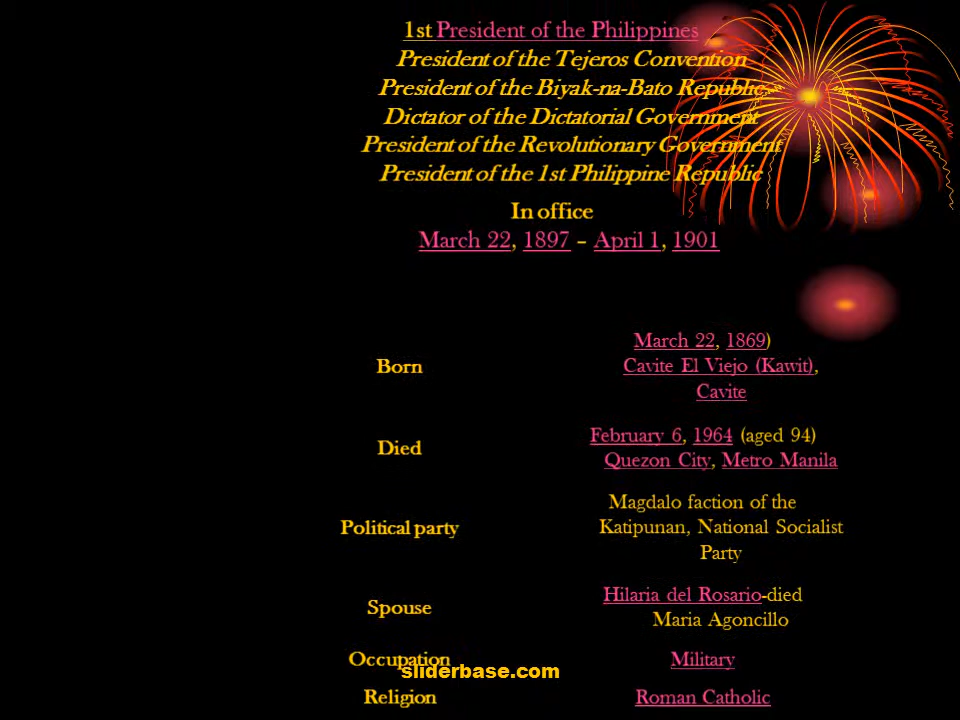 1st President of the Philippines
President of the Tejeros Convention
President of the Biyak-na-Bato Republic
Dictator of the Dictatorial Government
President of the Revolutionary Government
President of the 1st Philippine Republic
In office
March 22, 1897 – April 1, 1901
Born
March 22, 1869)
Cavite El Viejo (Kawit),
Cavite
Died
February 6, 1964 (aged 94)
Quezon City, Metro Manila
Political party
Magdalo faction of the
Katipunan, National Socialist
Party
Spouse
Hilaria del Rosario-died
Maria Agoncillo
Occupation
Military
sliderbase.com
Religion
Roman Catholic